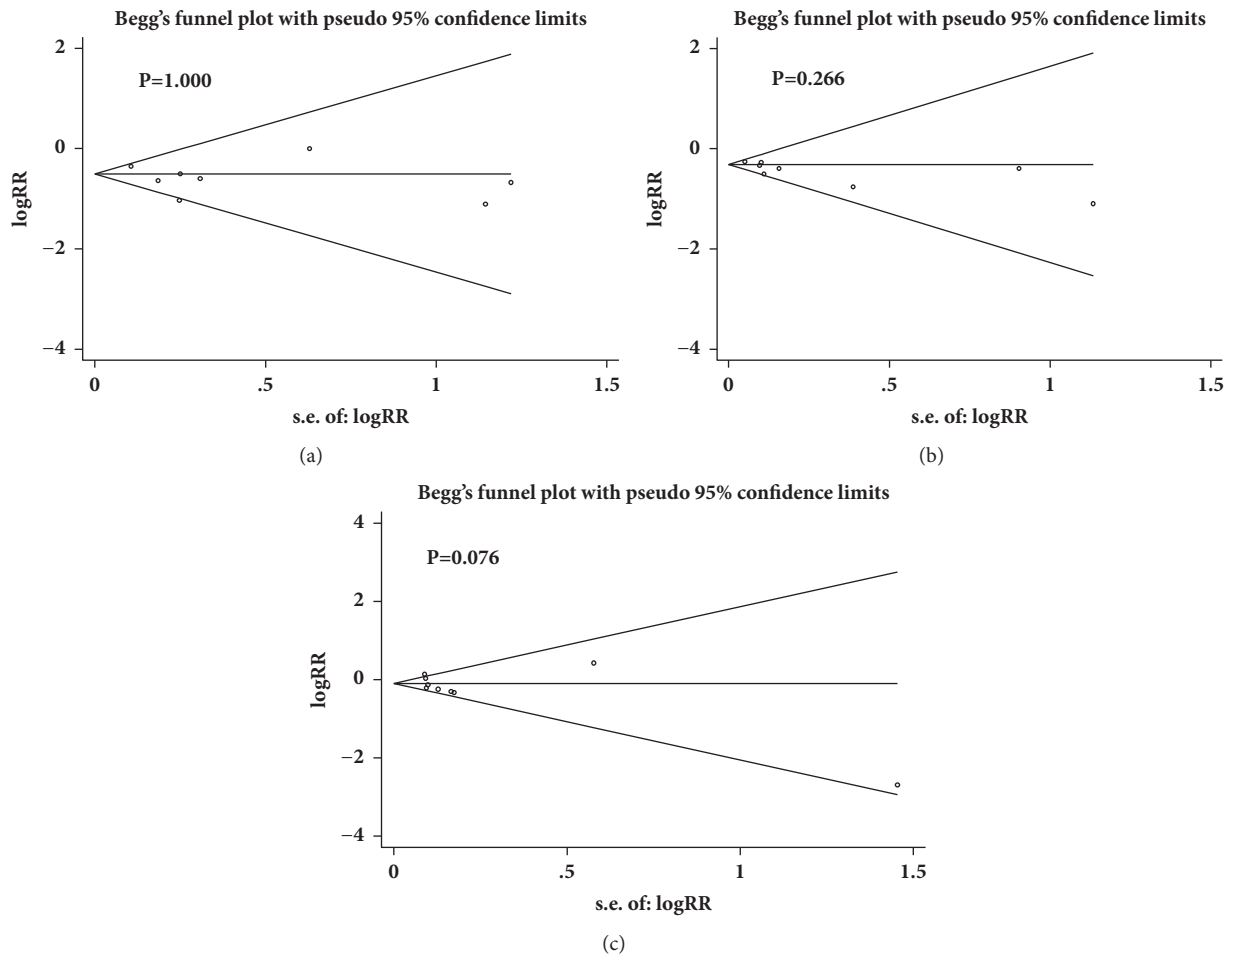 Begg's funnel plot with pseudo 95% confidence limits
P=1.000
2
0
−2
−4
logRR
0 .5 1 1.5
s.e. of: logRR
(a)
Begg's funnel plot with pseudo 95% confidence limits
P=0.266
2
0
−2
−4
logRR
0 .5 1 1.5
s.e. of: logRR
(b)
Begg's funnel plot with pseudo 95% confidence limits
P=0.076
4
2
0
−2
−4
logRR
0 .5 1 1.5
s.e. of: logRR
(c)